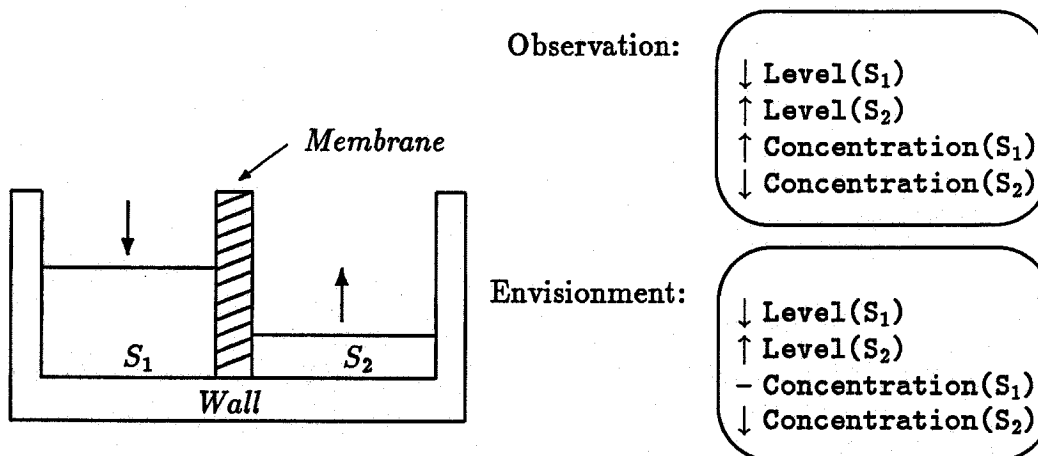 Observation:
↓ Level(S₁)
↑ Level(S₂)
↑ Concentration(S₁)
↓ Concentration(S₂)
Membrane
S₁
S₂
Wall
Envisionment:
↓ Level(S₁)
↑ Level(S₂)
– Concentration(S₁)
↓ Concentration(S₂)